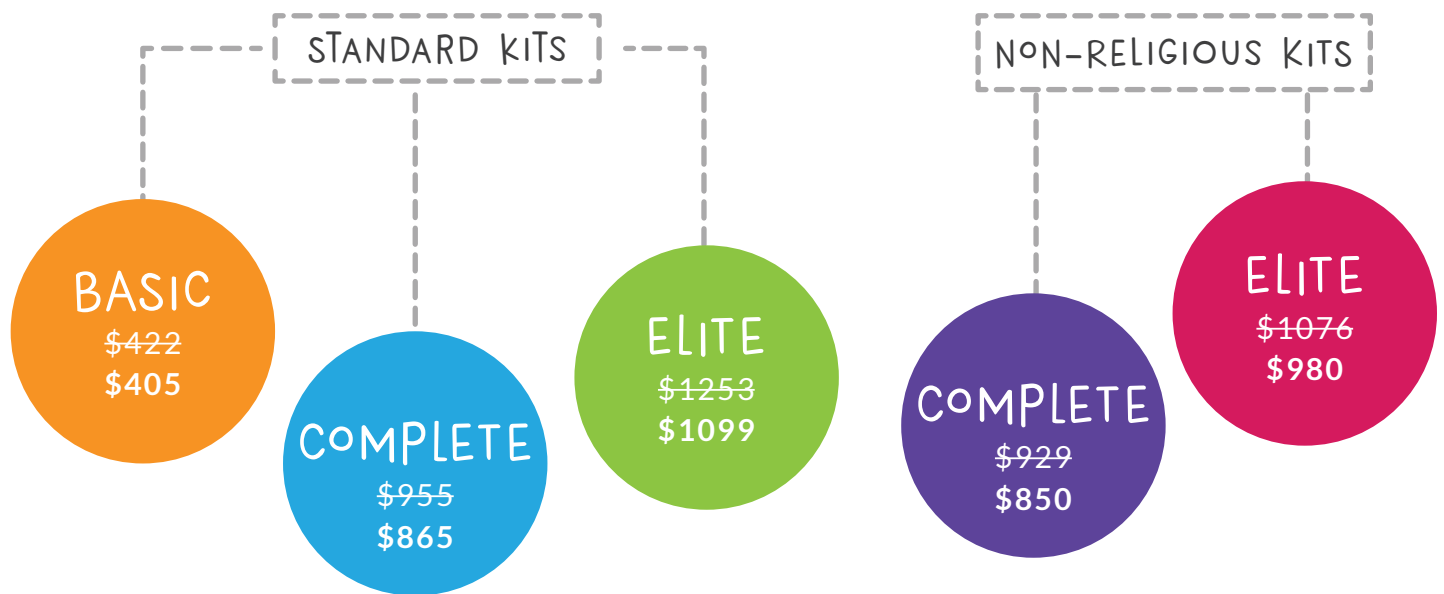 STANDARD KITS
BASIC
$422
$405
COMPLETE
$955
$865
ELITE
$1253
$1099
NON-RELIGIOUS KITS
COMPLETE
$929
$850
ELITE
$1076
$980